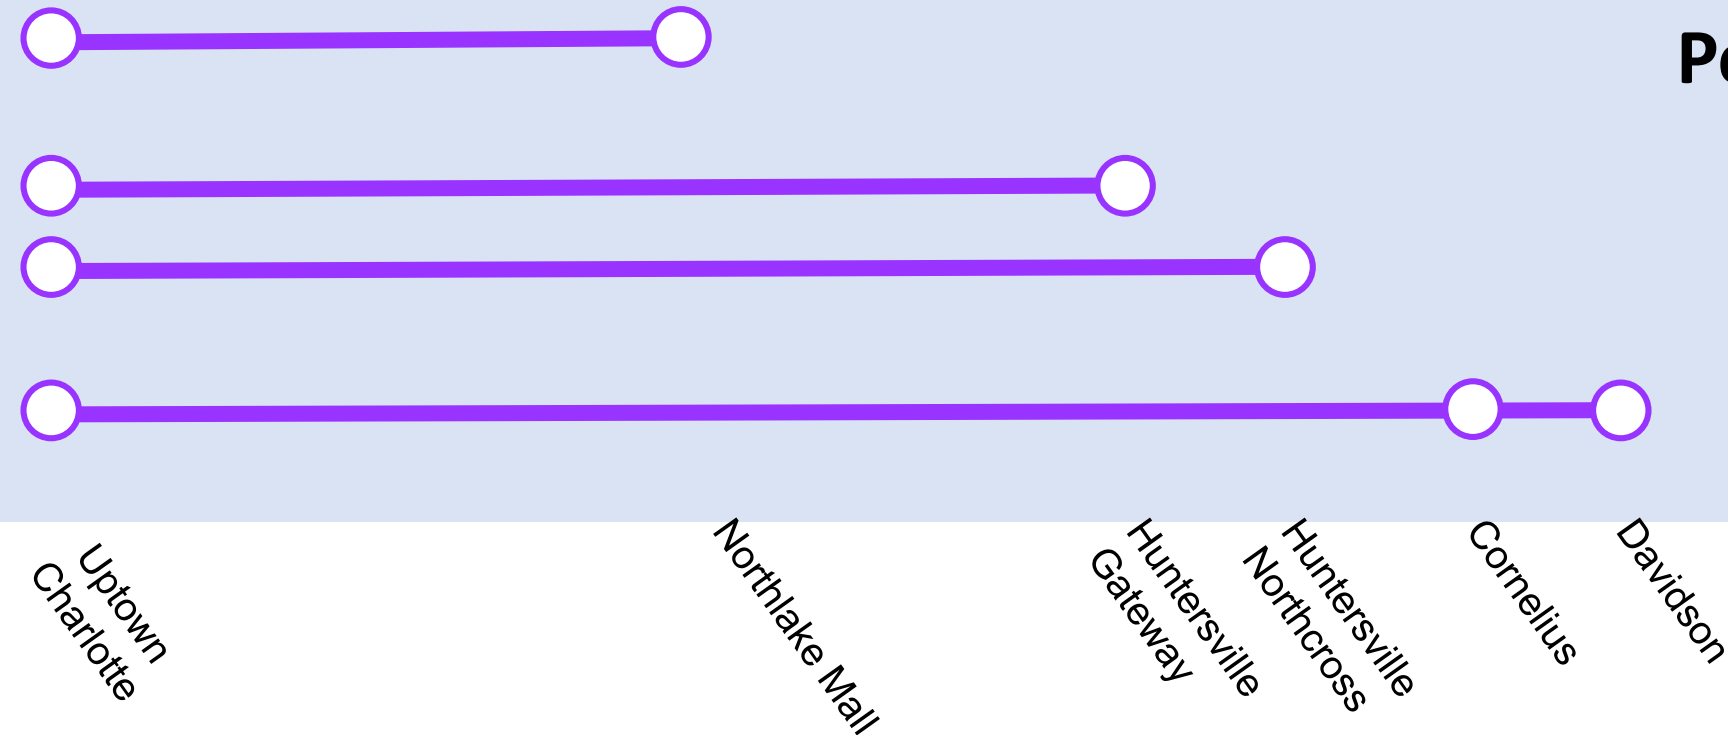 Uptown
Charlotte
Northlake Mall
Huntersville
Gateway
Huntersville
Northcross
Cornelius
Davidson